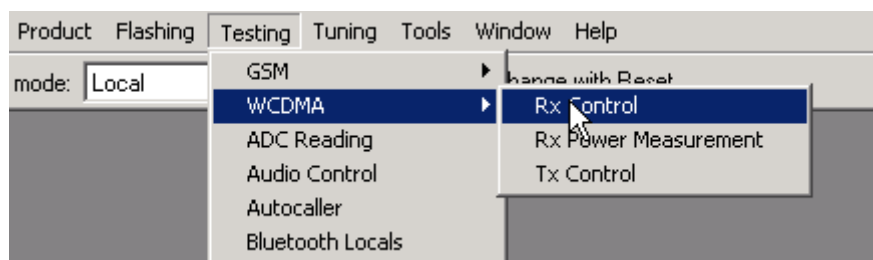 Product Flashing Testing Tuning Tools Window Help
mode: Local
GSM
WCDMA
ADC Reading
Audio Control
Autocaller
Bluetooth Locals
with Reset
Rx Control
Rx Power Measurement
Tx Control